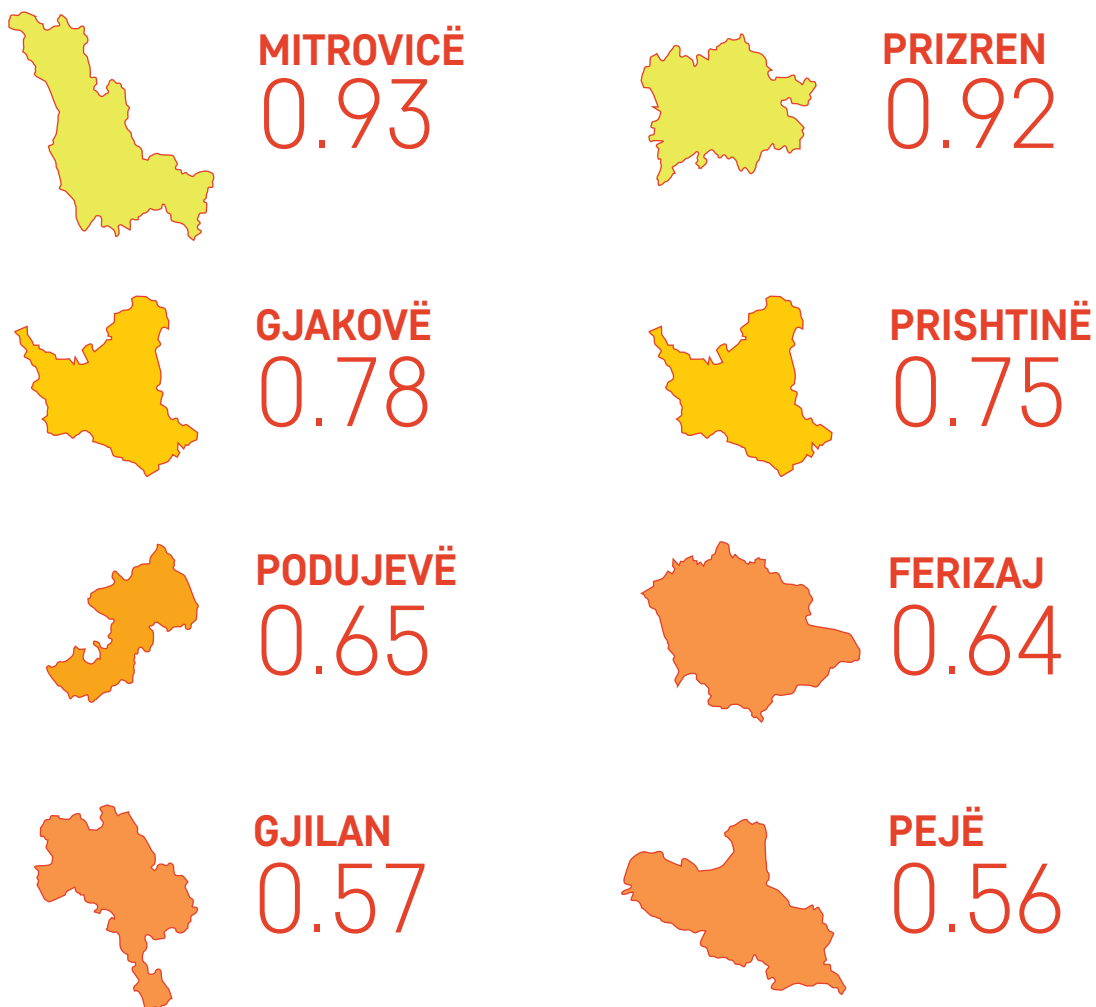 MITROVICË
0.93
PRIZREN
0.92
GJAKOVË
0.78
PRISHTINË
0.75
PODUJEVË
0.65
FERIZAJ
0.64
GJILAN
0.57
PEJË
0.56